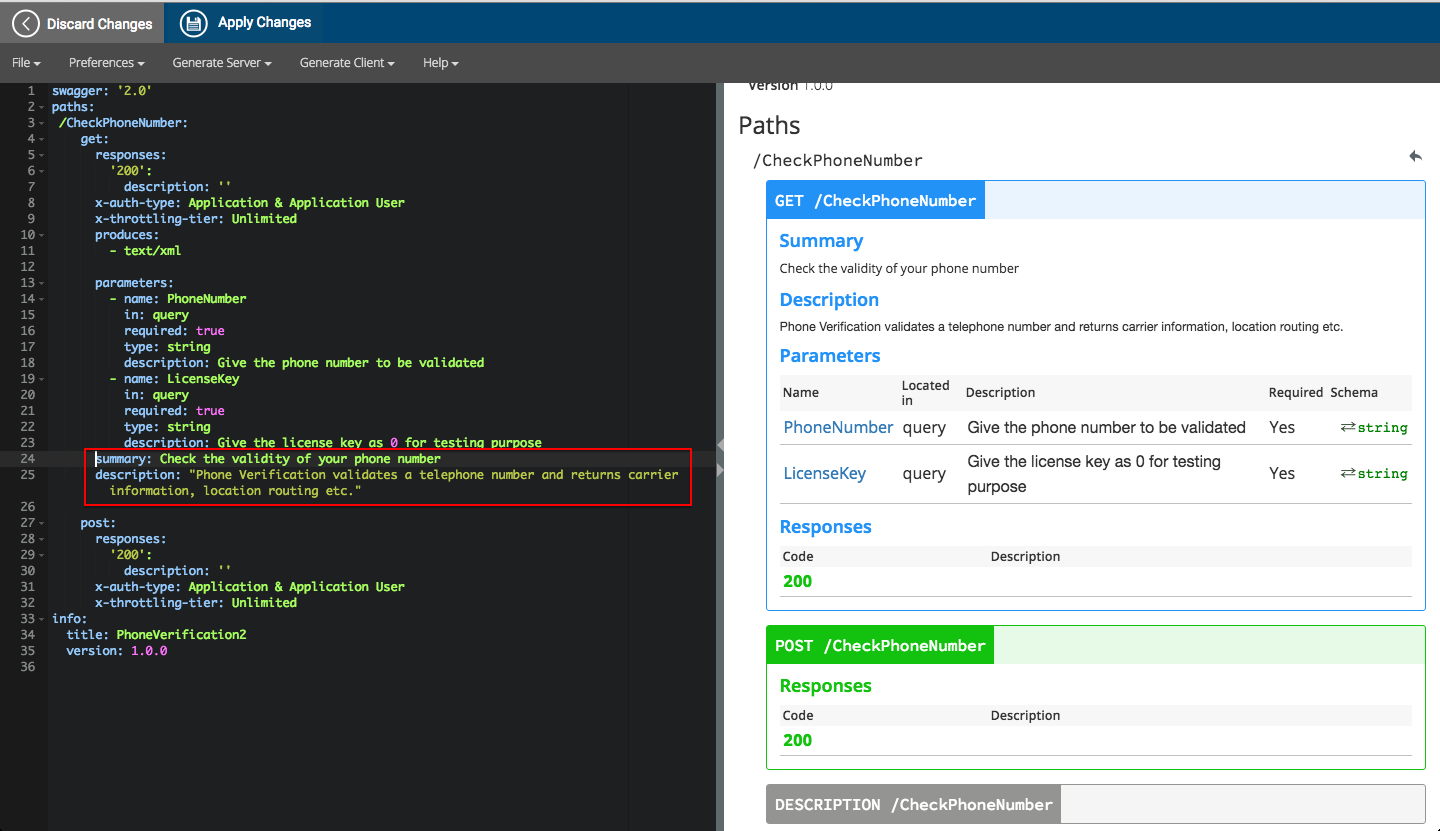 Discard Changes
Apply Changes
File
Preferences
Generate Server
Generate Client
Help
1 swagger: '2.0'
2 paths:
3 /CheckPhoneNumber:
4 get:
5 responses:
6 '200':
7 description: ''
8 x-auth-type: Application & Application User
9 x-throttling-tier: Unlimited
10 produces:
11 - text/xml
12
13 parameters:
14 - name: PhoneNumber
15 in: query
16 required: true
17 type: string
18 description: Give the phone number to be validated
19 - name: LicenseKey
20 in: query
21 required: true
22 type: string
23 description: Give the license key as 0 for testing purpose
24 summary: Check the validity of your phone number
25 description: "Phone Verification validates a telephone number and returns carrier
information, location routing etc."
26
27 post:
28 responses:
29 '200':
30 description: ''
31 x-auth-type: Application & Application User
32 x-throttling-tier: Unlimited
33 info:
34 title: PhoneVerification2
35 version: 1.0.0
36
Version 1.0.0
Paths
/CheckPhoneNumber
GET /CheckPhoneNumber
Summary
Check the validity of your phone number
Description
Phone Verification validates a telephone number and returns carrier information, location routing etc.
Parameters
Name Located in Description Required Schema
PhoneNumber query Give the phone number to be validated Yes string
LicenseKey query Give the license key as 0 for testing purpose Yes string
Responses
Code Description
200
POST /CheckPhoneNumber
Responses
Code Description
200
DESCRIPTION /CheckPhoneNumber